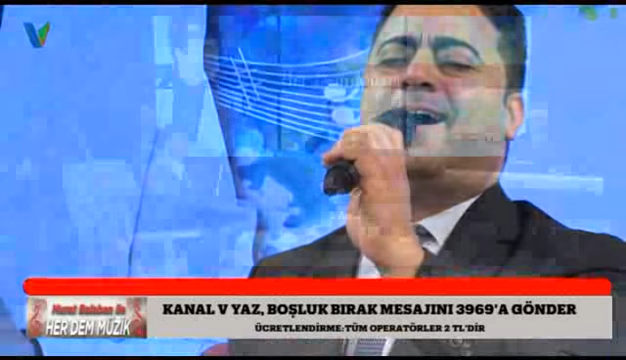 KANAL V YAZ, BOŞLUK BIRAK MESAJINI 3969'A GÖNDER
ÜCRETLENDİRME:TÜM OPERATÖRLER 2 TL'DİR
HER DEM MÜZİK